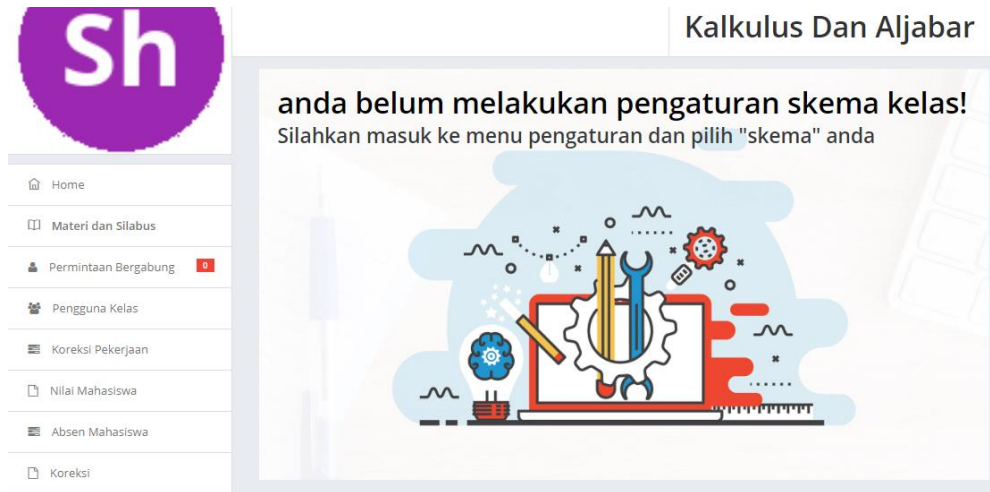 Sh
Kalkulus Dan Aljabar
anda belum melakukan pengaturan skema kelas!
Silahkan masuk ke menu pengaturan dan pilih "skema" anda
Home
Materi dan Silabus
Permintaan Bergabung 0
Pengguna Kelas
Koreksi Pekerjaan
Nilai Mahasiswa
Absen Mahasiswa
Koreksi